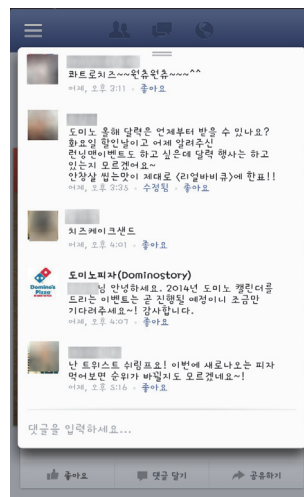 콰트로치즈~~원츄원츄~~~^^
어제, 오후 3:11 · 좋아요
도미노 올해 달력은 언제부터 받을 수 있나요?
화요일 할인날이고 어제 알려주신
런닝맨이벤트도 하고 싶은데 달력 행사는 하고
있는지 모르겠어요~
안창살 씹는맛이 제대로 <리얼바비큐>에 한표!!
어제, 오후 3:35 · 수정됨 · 좋아요
치즈케이크샌드
어제, 오후 4:01 · 좋아요
Domino's
Pizza
도미노피자(Dominostory)
님 안녕하세요. 2014년 도미노 캘린더를
드리는 이벤트는 곧 진행될 예정이니 조금만
기다려주세요~! 감사합니다.
어제, 오후 4:07 · 좋아요
난 트위스트 쉬림프요! 이번에 새로나오는 피자
먹어보면 순위가 바뀔지도 모르겠네요~!
어제, 오후 5:16 · 좋아요
댓글을 입력하세요...
좋아요 댓글 달기 공유하기